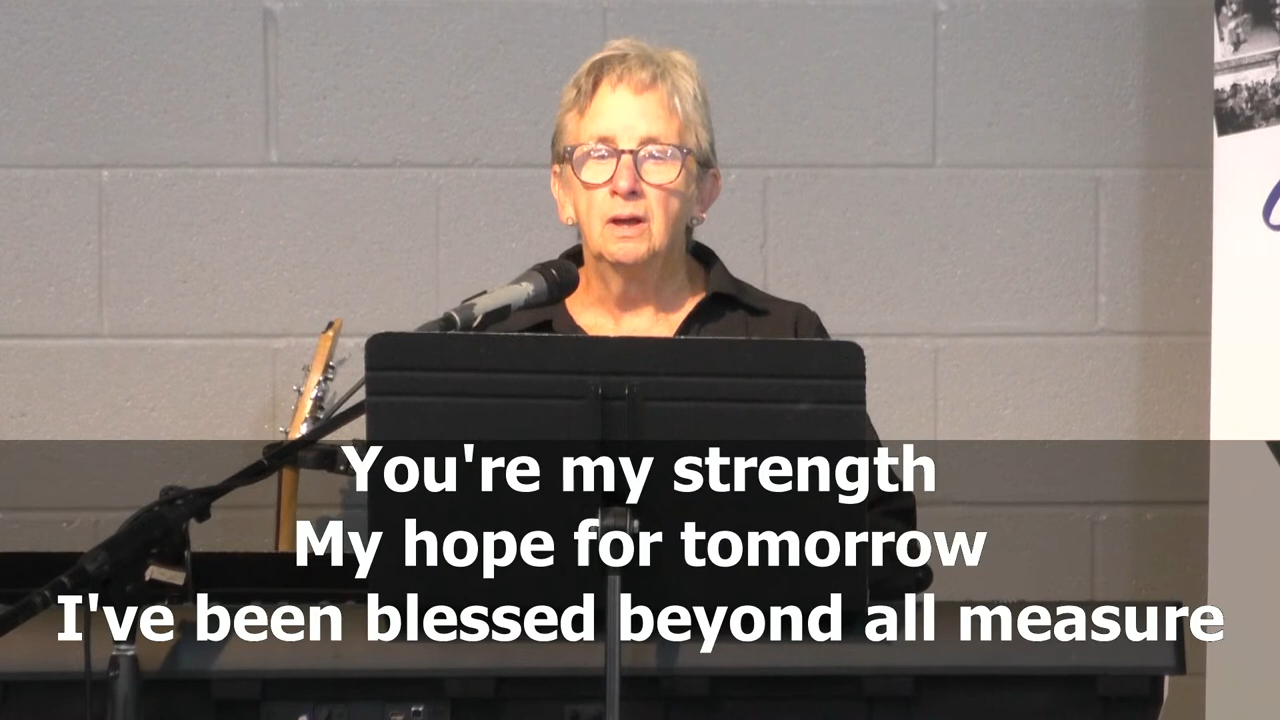 You're my strength
My hope for tomorrow
I've been blessed beyond all measure